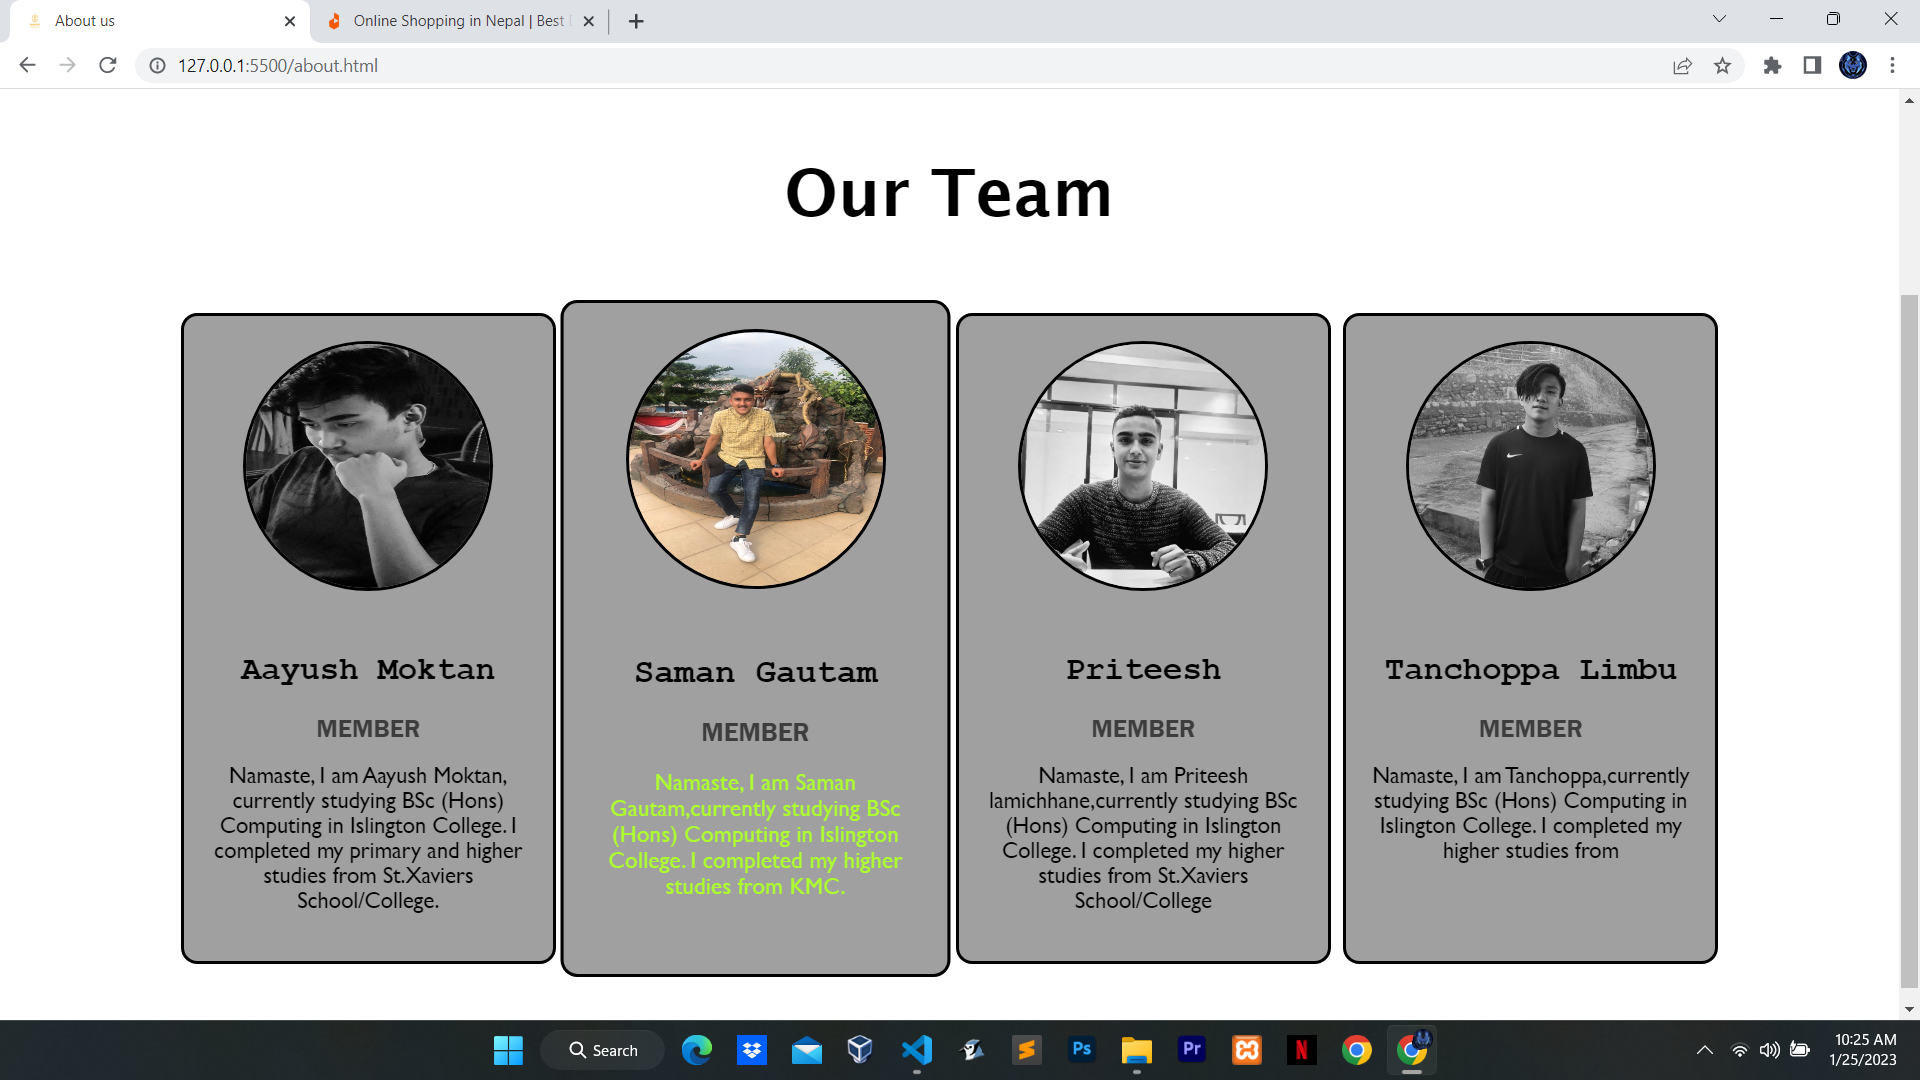 About us
Online Shopping in Nepal | Best
127.0.0.1:5500/about.html
Our Team
Aayush Moktan
MEMBER
Namaste, I am Aayush Moktan,
currently studying BSc (Hons)
Computing in Islington College. I
completed my primary and higher
studies from St.Xaviers
School/College.
Saman Gautam
MEMBER
Namaste, I am Saman
Gautam,currently studying BSc
(Hons) Computing in Islington
College. I completed my higher
studies from KMC.
Priteesh
MEMBER
Namaste, I am Priteesh
lamichhane,currently studying BSc
(Hons) Computing in Islington
College. I completed my higher
studies from St.Xaviers
School/College
Tanchoppa Limbu
MEMBER
Namaste, I am Tanchoppa,currently
studying BSc (Hons) Computing in
Islington College. I completed my
higher studies from
Search
Ps
Pr
N
10:25 AM
1/25/2023